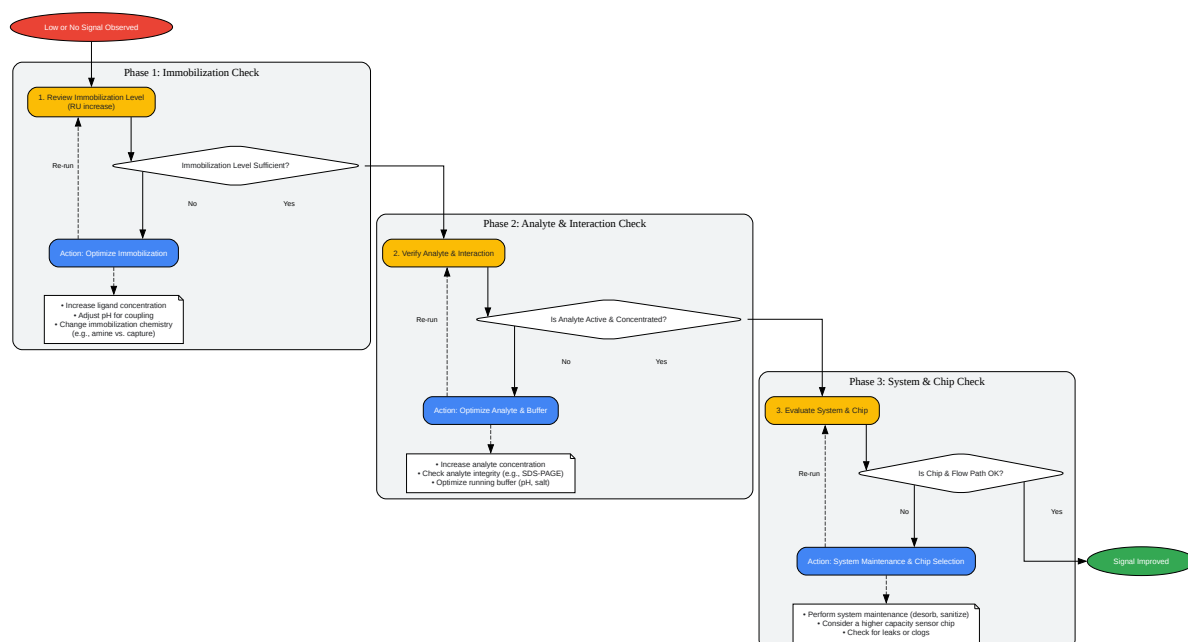 Low or No Signal Observed
Phase 1: Immobilization Check
1. Review Immobilization Level
(RU increase)
Re-run
Immobilization Level Sufficient?
No
Yes
Action: Optimize Immobilization
• Increase ligand concentration
• Adjust pH for coupling
• Change immobilization chemistry
(e.g., amine vs. capture)
Phase 2: Analyte & Interaction Check
2. Verify Analyte & Interaction
Re-run
Is Analyte Active & Concentrated?
No
Yes
Action: Optimize Analyte & Buffer
• Increase analyte concentration
• Check analyte integrity (e.g., SDS-PAGE)
• Optimize running buffer (pH, salt)
Phase 3: System & Chip Check
3. Evaluate System & Chip
Re-run
Is Chip & Flow Path OK?
No
Yes
Action: System Maintenance & Chip Selection
Signal Improved
• Perform system maintenance (desorb, sanitize)
• Consider a higher capacity sensor chip
• Check for leaks or clogs